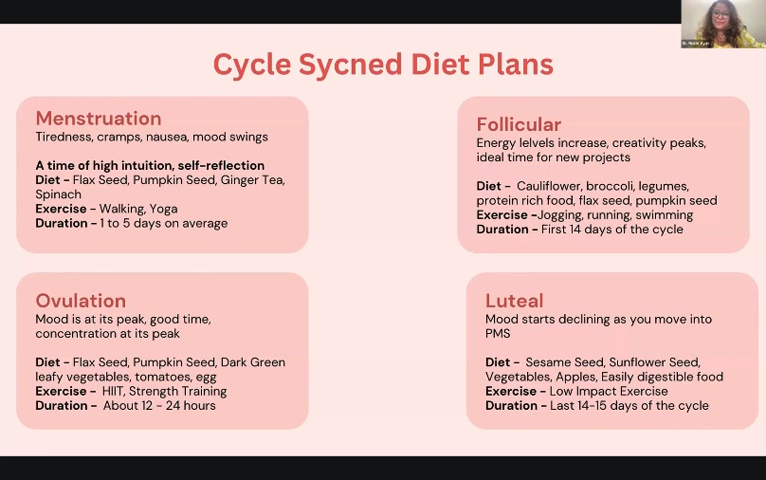 Cycle Sycned Diet Plans
Menstruation
Tiredness, cramps, nausea, mood swings
A time of high intuition, self-reflection
Diet - Flax Seed, Pumpkin Seed, Ginger Tea,
Spinach
Exercise - Walking, Yoga
Duration - 1 to 5 days on average
Follicular
Energy lelvels increase, creativity peaks,
ideal time for new projects
Diet - Cauliflower, broccoli, legumes,
protein rich food, flax seed, pumpkin seed
Exercise -Jogging, running, swimming
Duration - First 14 days of the cycle
Ovulation
Mood is at its peak, good time,
concentration at its peak
Diet - Flax Seed, Pumpkin Seed, Dark Green
leafy vegetables, tomatoes, egg
Exercise - HIIT, Strength Training
Duration - About 12 - 24 hours
Luteal
Mood starts declining as you move into
PMS
Diet - Sesame Seed, Sunflower Seed,
Vegetables, Apples, Easily digestible food
Exercise - Low Impact Exercise
Duration - Last 14-15 days of the cycle